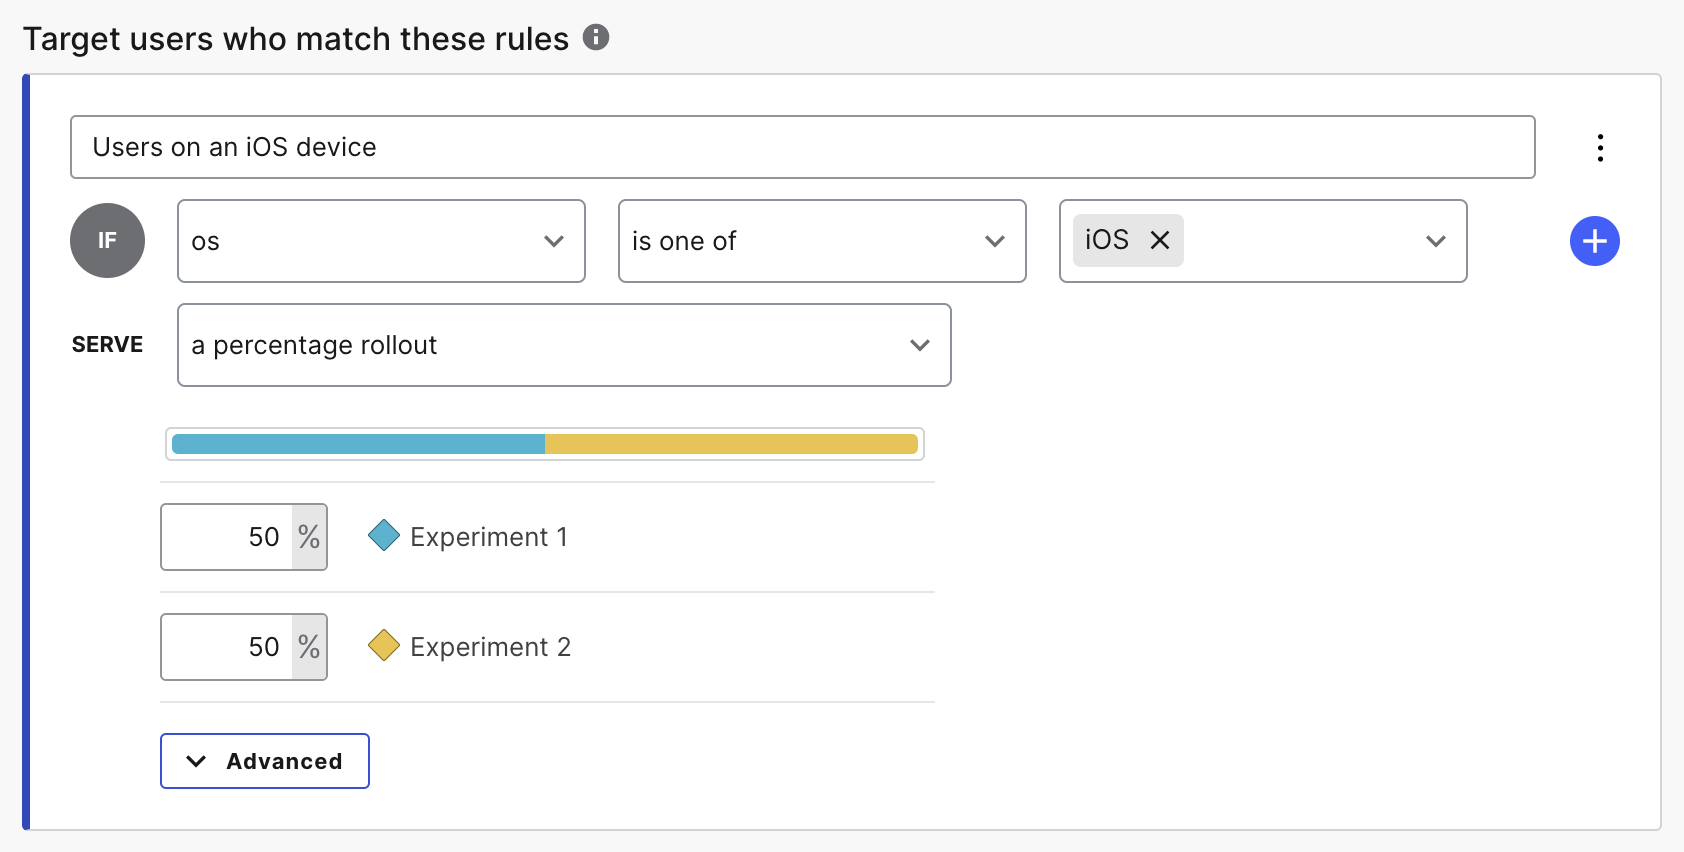 Target users who match these rules
Users on an iOS device
IF os is one of iOS
SERVE a percentage rollout
50 % Experiment 1
50 % Experiment 2
Advanced